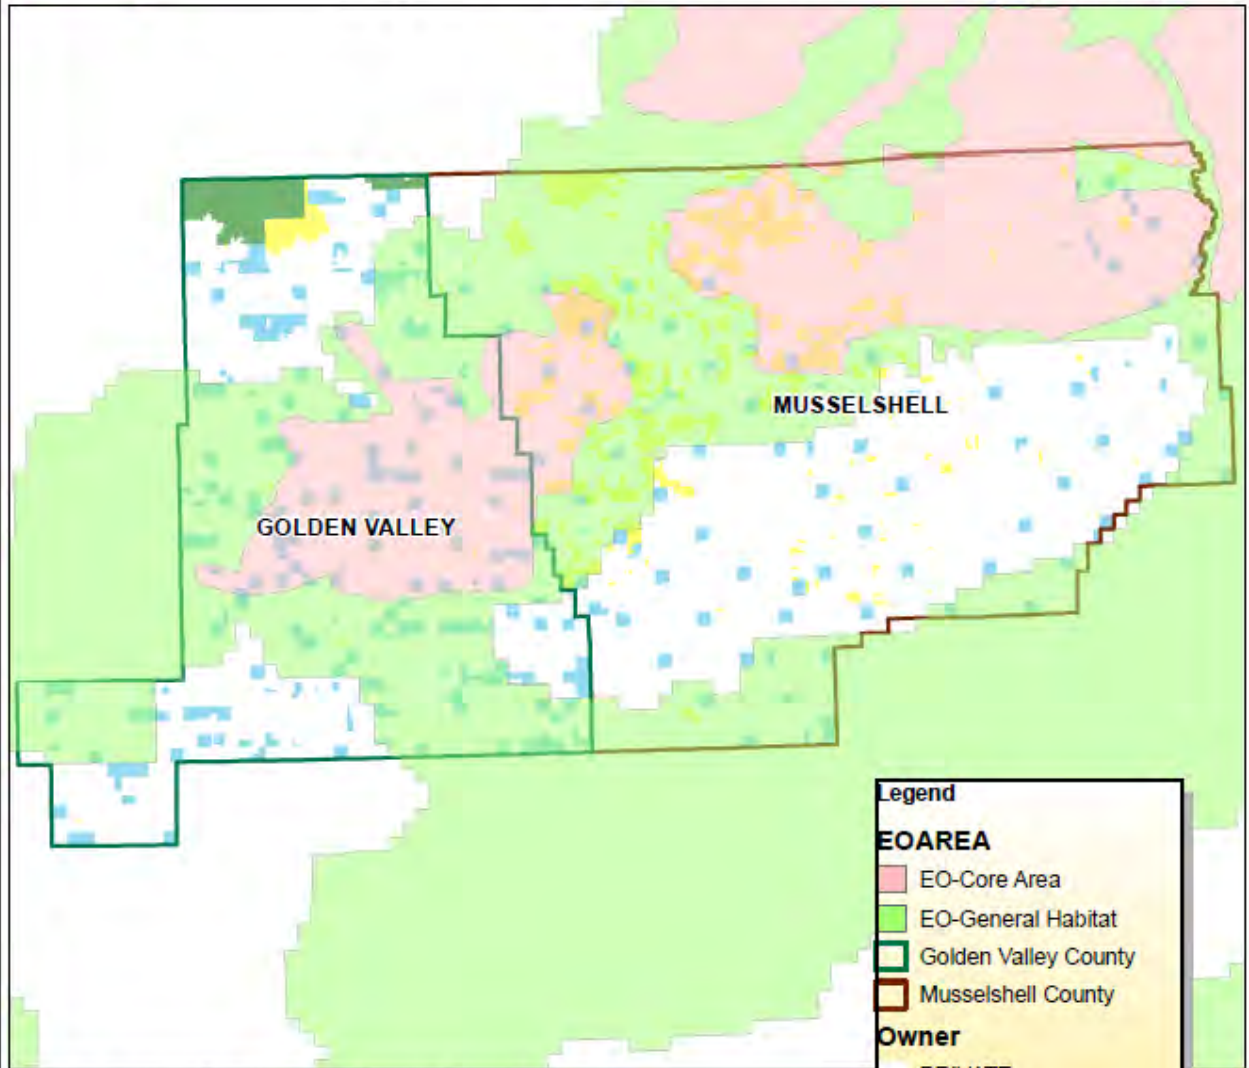 MUSSELSHELL
GOLDEN VALLEY
Legend
EOAREA
EO-Core Area
EO-General Habitat
Golden Valley County
Musselshell County
Owner